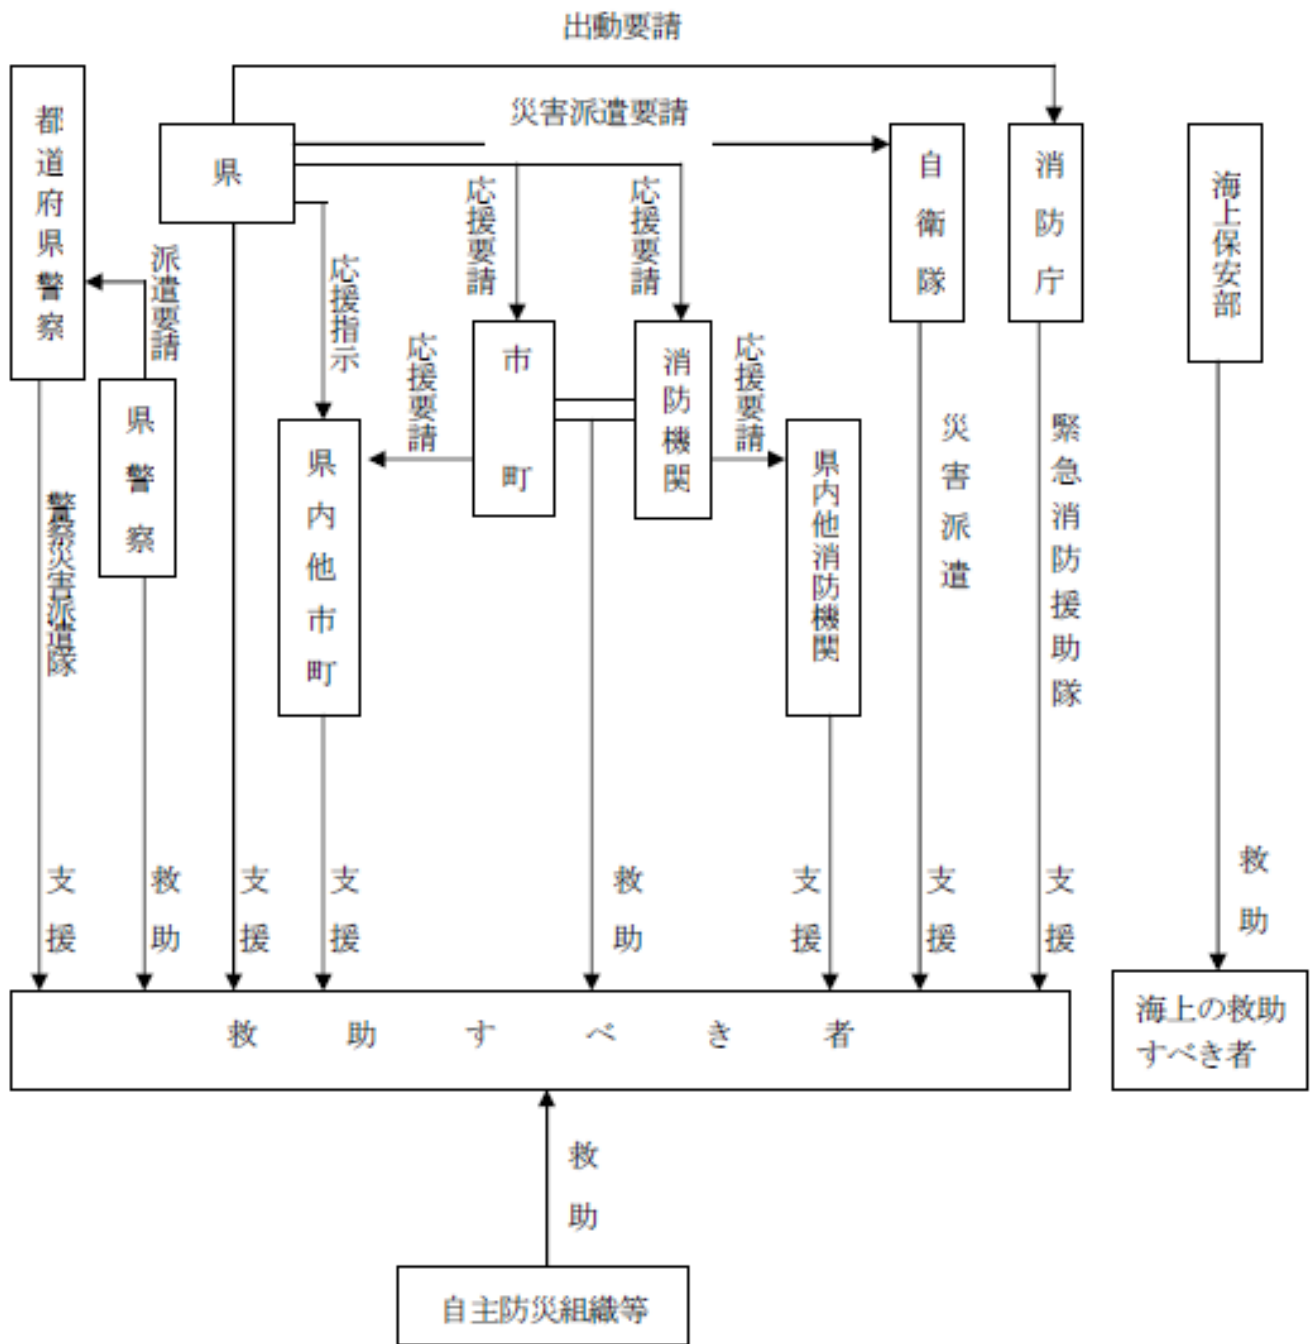 出動要請
災害派遣要請
都道府県警察
県
自衛隊
消防庁
海上保安部
派遣要請
応援指示
応援要請
応援要請
市町
消防機関
応援要請
応援要請
県警察
県内他市町
県内他消防機関
警察災害派遣隊
災害派遣
緊急消防援助隊
支援
救助
支援
支援
救助
支援
支援
支援
救助
救助すべき者
海上の救助
すべき者
救助
自主防災組織等